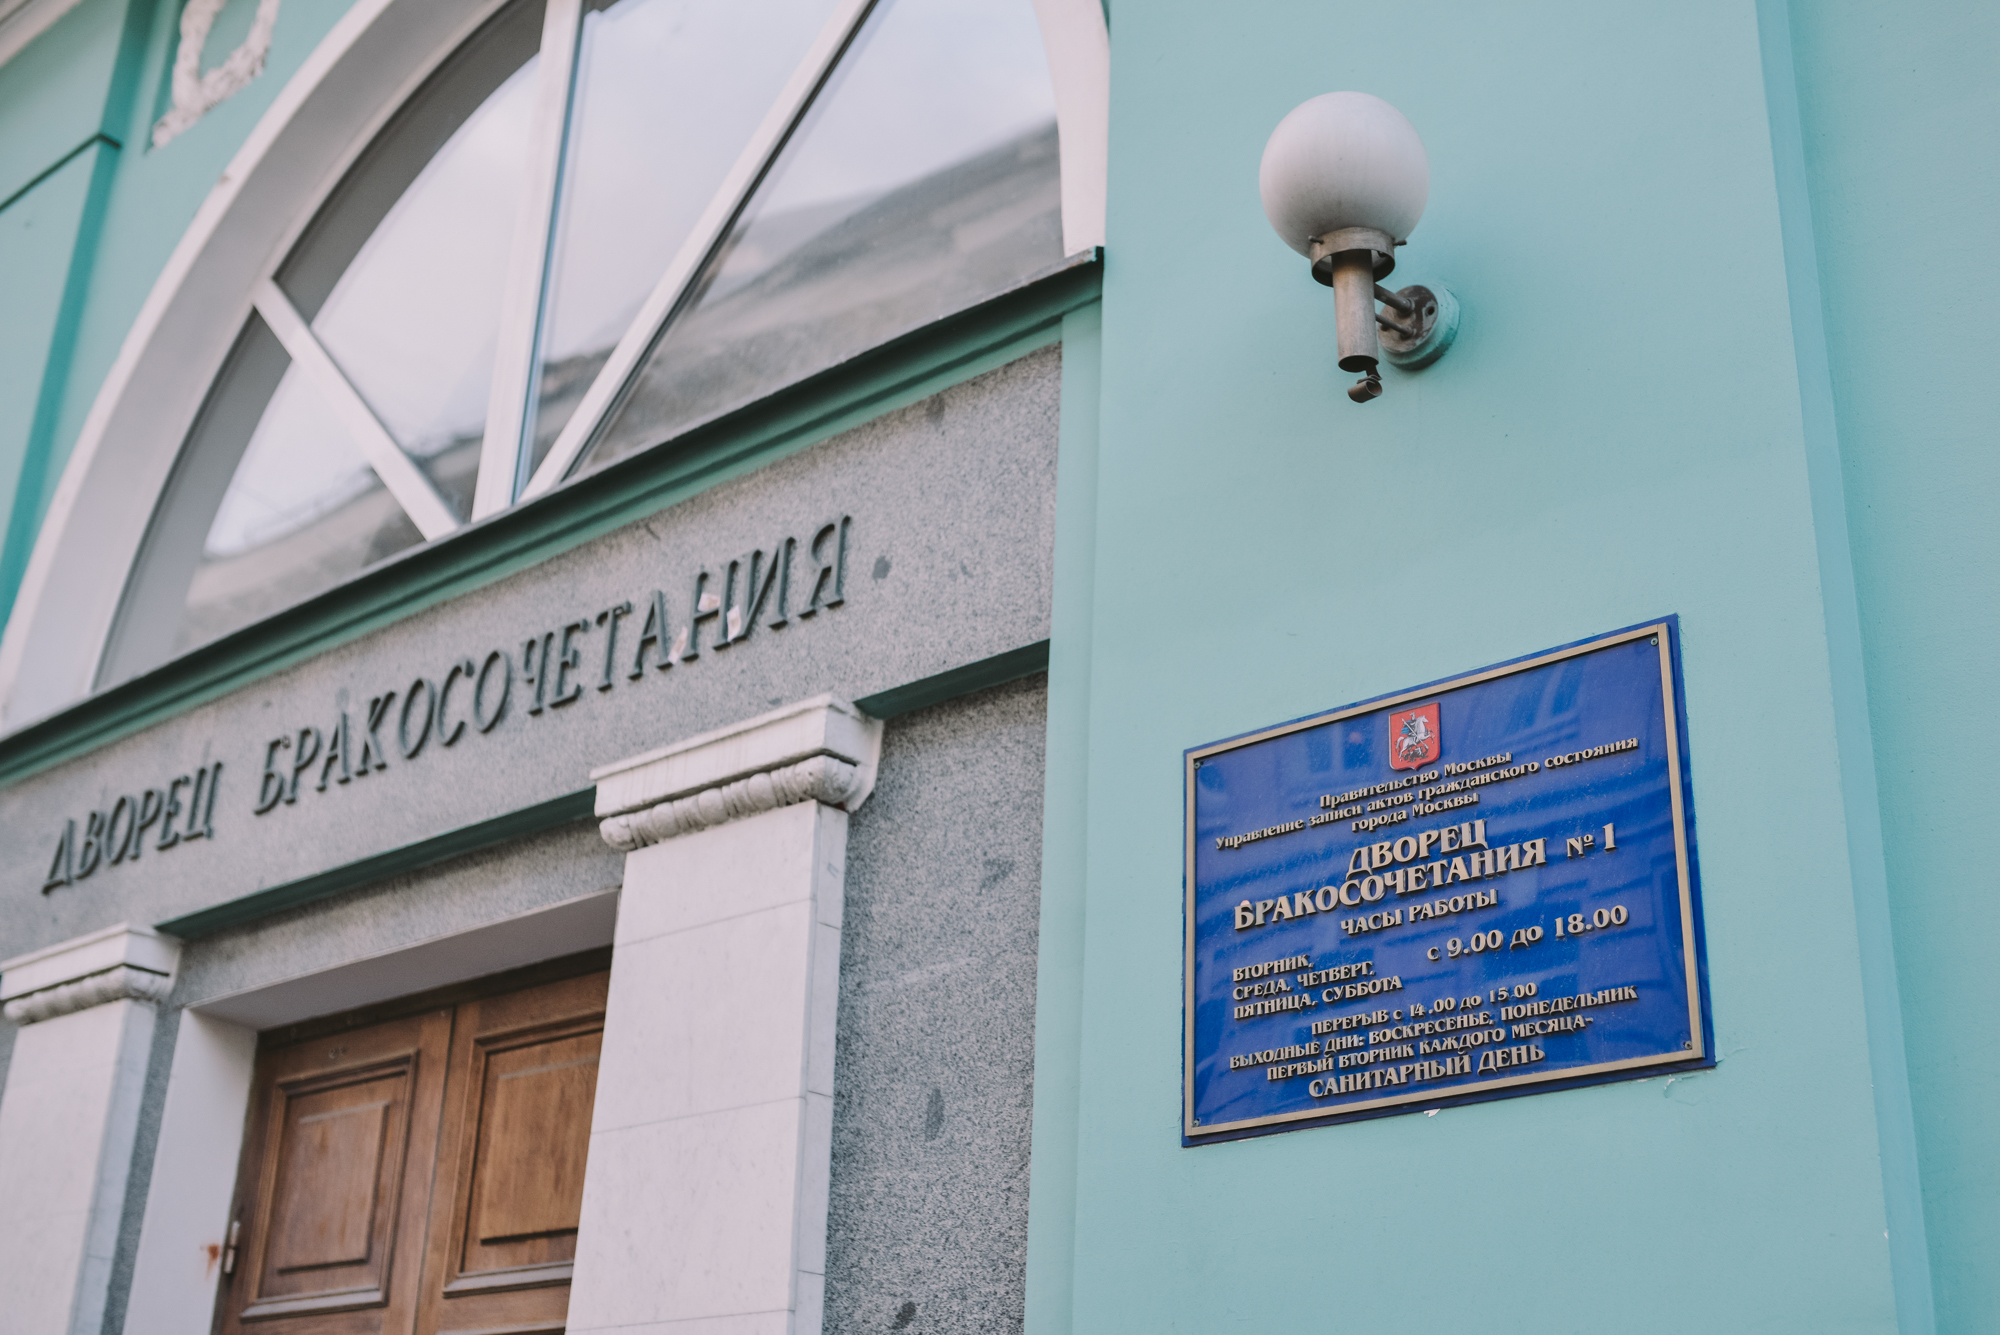 ДВОРЕЦ БРАКОСОЧЕТАНИЯ
Правительство Москвы
Управление записи актов гражданского состояния
города Москвы
ДВОРЕЦ
БРАКОСОЧЕТАНИЯ № 1
ЧАСЫ РАБОТЫ
ВТОРНИК,
СРЕДА, ЧЕТВЕРГ,
ПЯТНИЦА, СУББОТА
с 9.00 до 18.00
ПЕРЕРЫВ с 14.00 до 15.00
ВЫХОДНЫЕ ДНИ: ВОСКРЕСЕНЬЕ, ПОНЕДЕЛЬНИК
ПЕРВЫЙ ВТОРНИК КАЖДОГО МЕСЯЦА-
САНИТАРНЫЙ ДЕНЬ